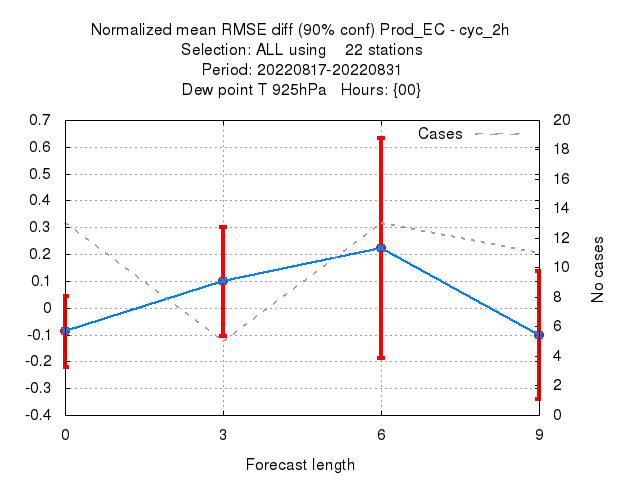 Normalized mean RMSE diff (90% conf) Prod_EC - cyc_2h
Selection: ALL using 22 stations
Period: 20220817-20220831
Dew point T 925hPa Hours: {00}
Cases
0.7
0.6
0.5
0.4
0.3
0.2
0.1
0
-0.1
-0.2
-0.3
-0.4
20
18
16
14
12
10
8
6
4
2
0
No cases
0 3 6 9
Forecast length